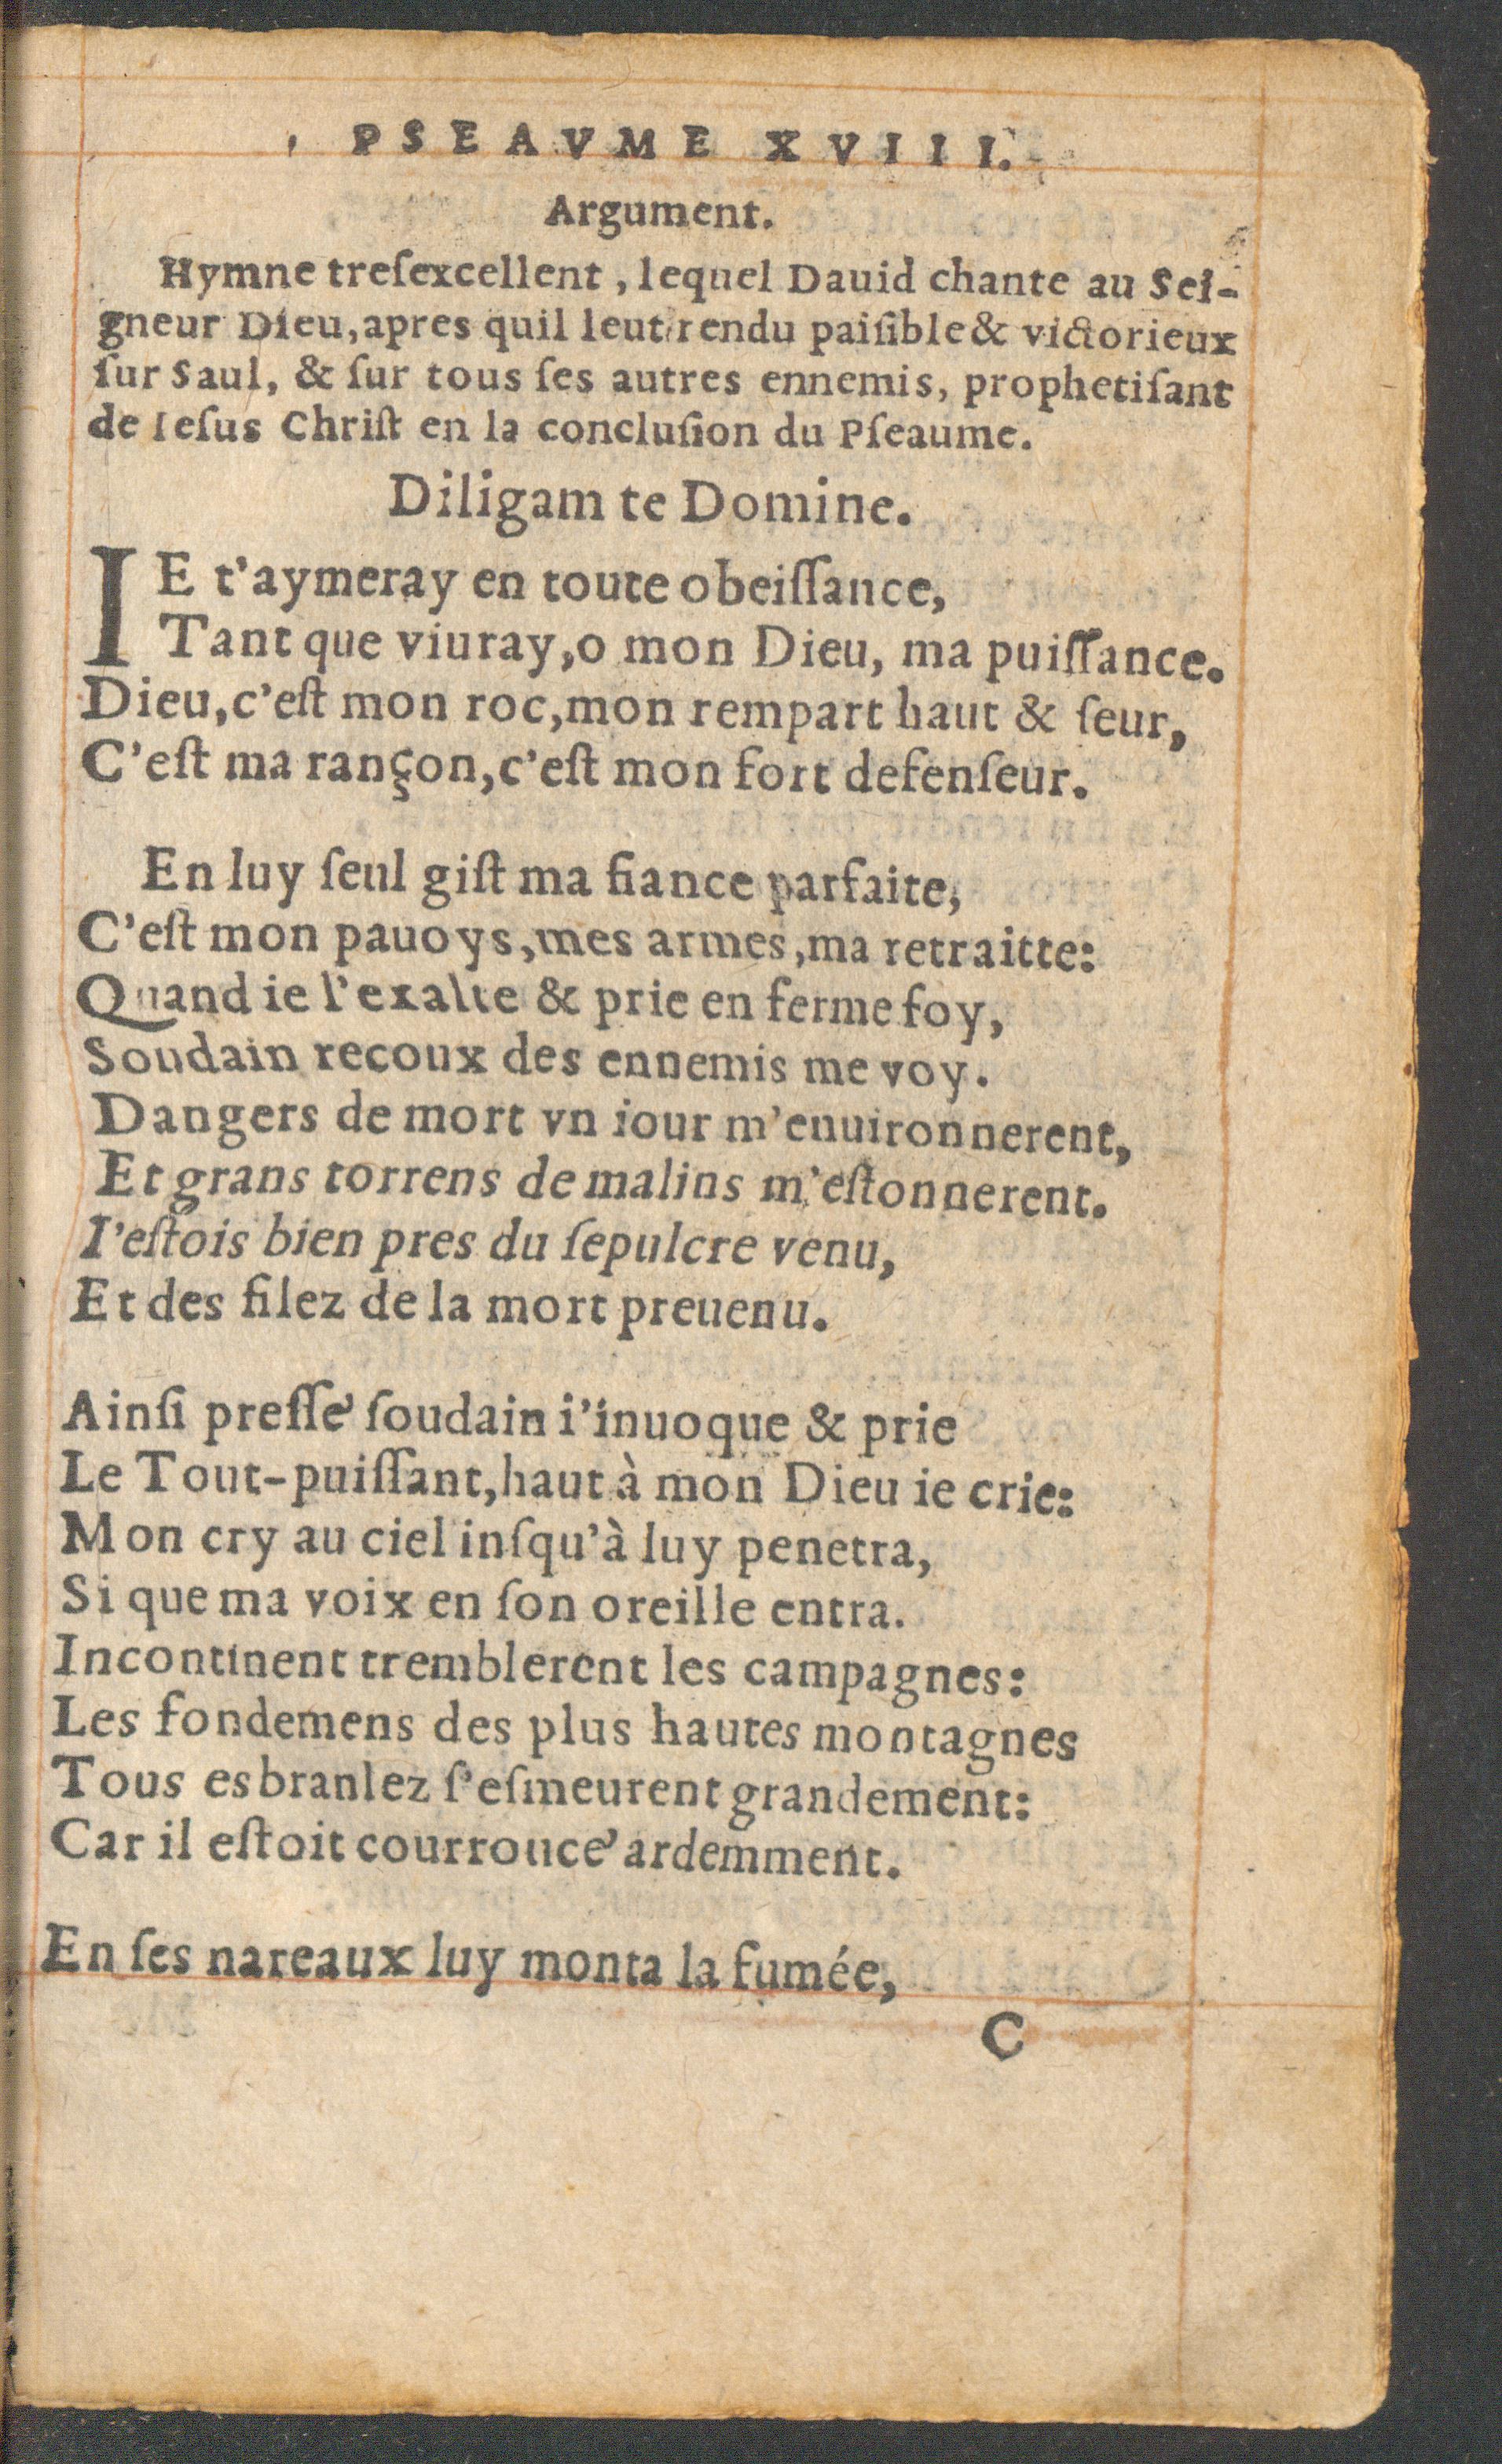 PSEAVME XVIII.
Argument.
Hymne treſexcellent, lequel Dauid chante au Sei-
gneur Dieu, apres quil leut rendu paiſible & victorieux
ſur Saul, & ſur tous ſes autres ennemis, prophetiſant
de Ieſus Chriſt en la concluſion du Pſeaume.
Diligam te Domine.
IE t'aymeray en toute obeiſſance,
Tant que viuray, o mon Dieu, ma puiſſance.
Dieu, c'eſt mon roc, mon rempart haut & ſeur,
C'eſt ma rançon, c'eſt mon fort defenſeur.
En luy ſeul giſt ma fiance parfaite,
C'eſt mon pauoys, mes armes, ma retraitte:
Quand ie l'exalte & prie en ferme foy,
Soudain recoux des ennemis me voy.
Dangers de mort vn iour m'enuironnerent,
Et grans torrens de malins m'eſtonnerent.
I'eſtois bien pres du ſepulcre venu,
Et des filez de la mort preuenu.
Ainſi preſſé ſoudain i'inuoque & prie
Le Tout-puiſſant, haut à mon Dieu ie crie:
Mon cry au ciel inſqu'à luy penetra,
Si que ma voix en ſon oreille entra.
Incontinent tremblerent les campagnes:
Les fondemens des plus hautes montagnes
Tous esbranlez ſ'eſmeurent grandement:
Car il eſtoit courroucé ardemment.
En ſes nareaux luy monta la fumée,
C